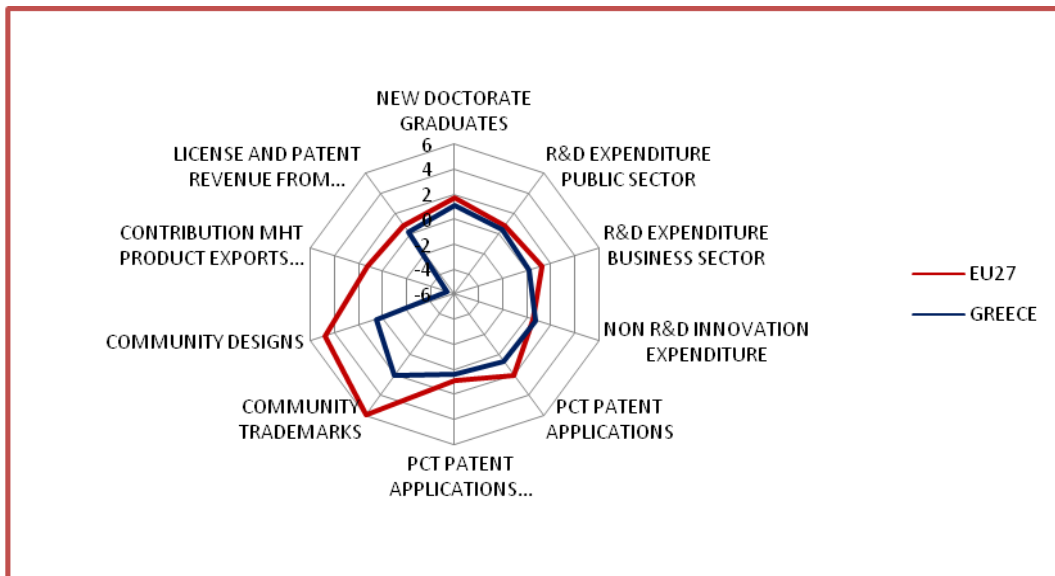 NEW DOCTORATE
GRADUATES
R&D EXPENDITURE
PUBLIC SECTOR
R&D EXPENDITURE
BUSINESS SECTOR
NON R&D INNOVATION
EXPENDITURE
PCT PATENT
APPLICATIONS
PCT PATENT
APPLICATIONS...
COMMUNITY
TRADEMARKS
COMMUNITY DESIGNS
CONTRIBUTION MHT
PRODUCT EXPORTS...
LICENSE AND PATENT
REVENUE FROM...
6
4
2
0
-2
-4
-6
EU27
GREECE